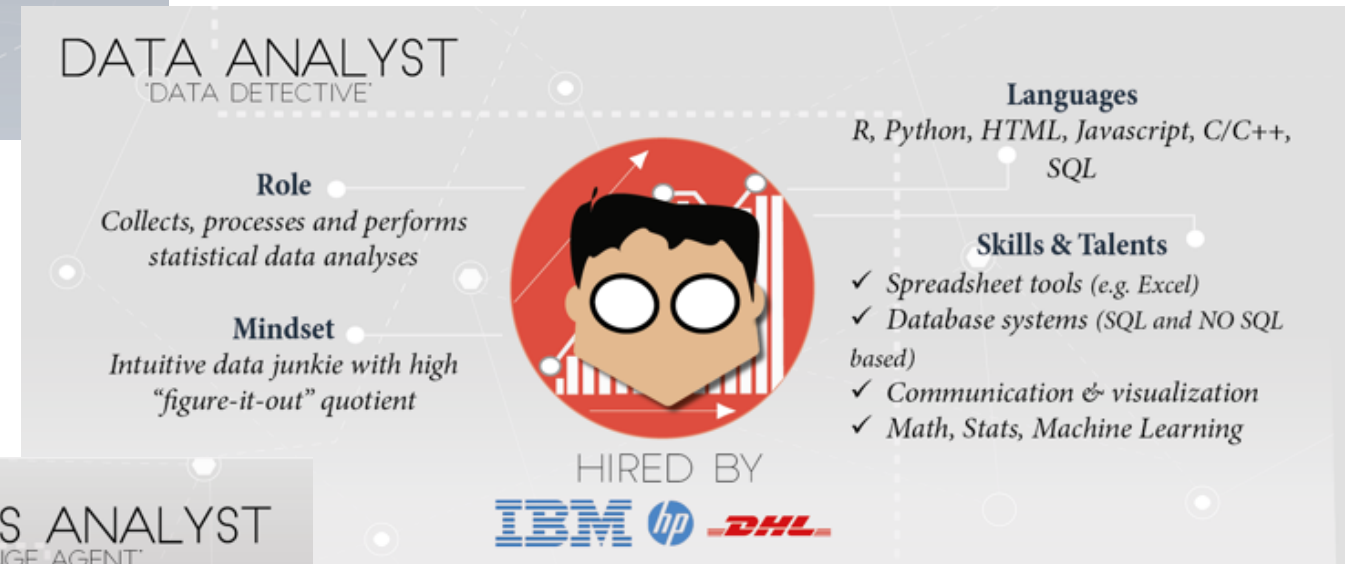 DATA ANALYST
'DATA DETECTIVE'
Role
Collects, processes and performs
statistical data analyses
Mindset
Intuitive data junkie with high
“figure-it-out” quotient
Languages
R, Python, HTML, Javascript, C/C++,
SQL
Skills & Talents
✓ Spreadsheet tools (e.g. Excel)
✓ Database systems (SQL and NO SQL
based)
✓ Communication & visualization
✓ Math, Stats, Machine Learning
HIRED BY
IBM hp DHL
S ANALYST
AGENT'